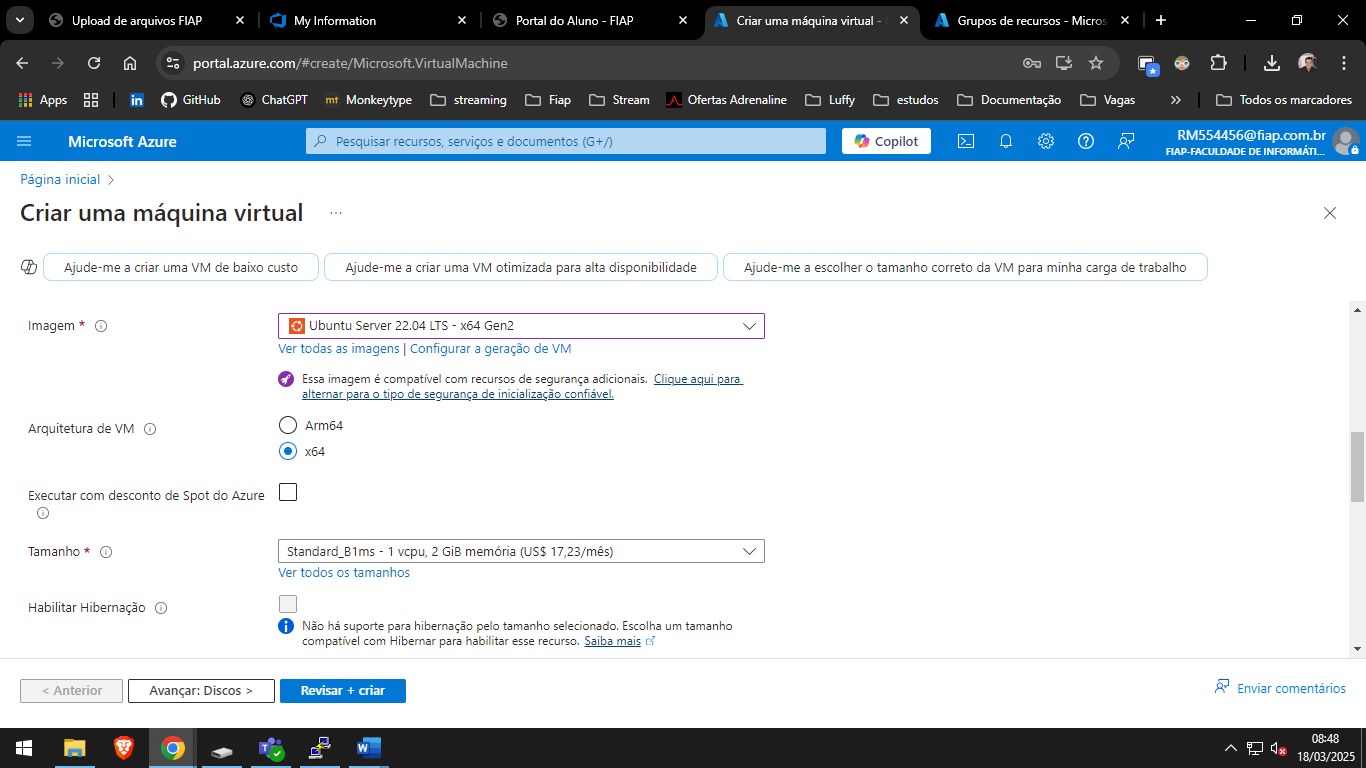 Upload de arquivos FIAP
My Information
Portal do Aluno - FIAP
Criar uma máquina virtual -
Grupos de recursos - Micros
portal.azure.com/#create/Microsoft.VirtualMachine
Apps
GitHub
ChatGPT
mt Monkeytype
streaming
Fiap
Stream
Ofertas Adrenaline
Luffy
estudos
Documentação
Vagas
Todos os marcadores
Microsoft Azure
Pesquisar recursos, serviços e documentos (G+/)
Copilot
RM554456@fiap.com.br
FIAP-FACULDADE DE INFORMÁTI...
Página inicial >
Criar uma máquina virtual ...
Ajude-me a criar uma VM de baixo custo
Ajude-me a criar uma VM otimizada para alta disponibilidade
Ajude-me a escolher o tamanho correto da VM para minha carga de trabalho
Imagem *
Ubuntu Server 22.04 LTS - x64 Gen2
Ver todas as imagens | Configurar a geração de VM
Essa imagem é compatível com recursos de segurança adicionais. Clique aqui para
alternar para o tipo de segurança de inicialização confiável.
Arquitetura de VM
Arm64
x64
Executar com desconto de Spot do Azure
Tamanho *
Standard_B1ms - 1 vcpu, 2 GiB memória (US$ 17,23/mês)
Ver todos os tamanhos
Habilitar Hibernação
Não há suporte para hibernação pelo tamanho selecionado. Escolha um tamanho
compatível com Hibernar para habilitar esse recurso. Saiba mais
< Anterior
Avançar: Discos >
Revisar + criar
Enviar comentários
08:48
18/03/2025